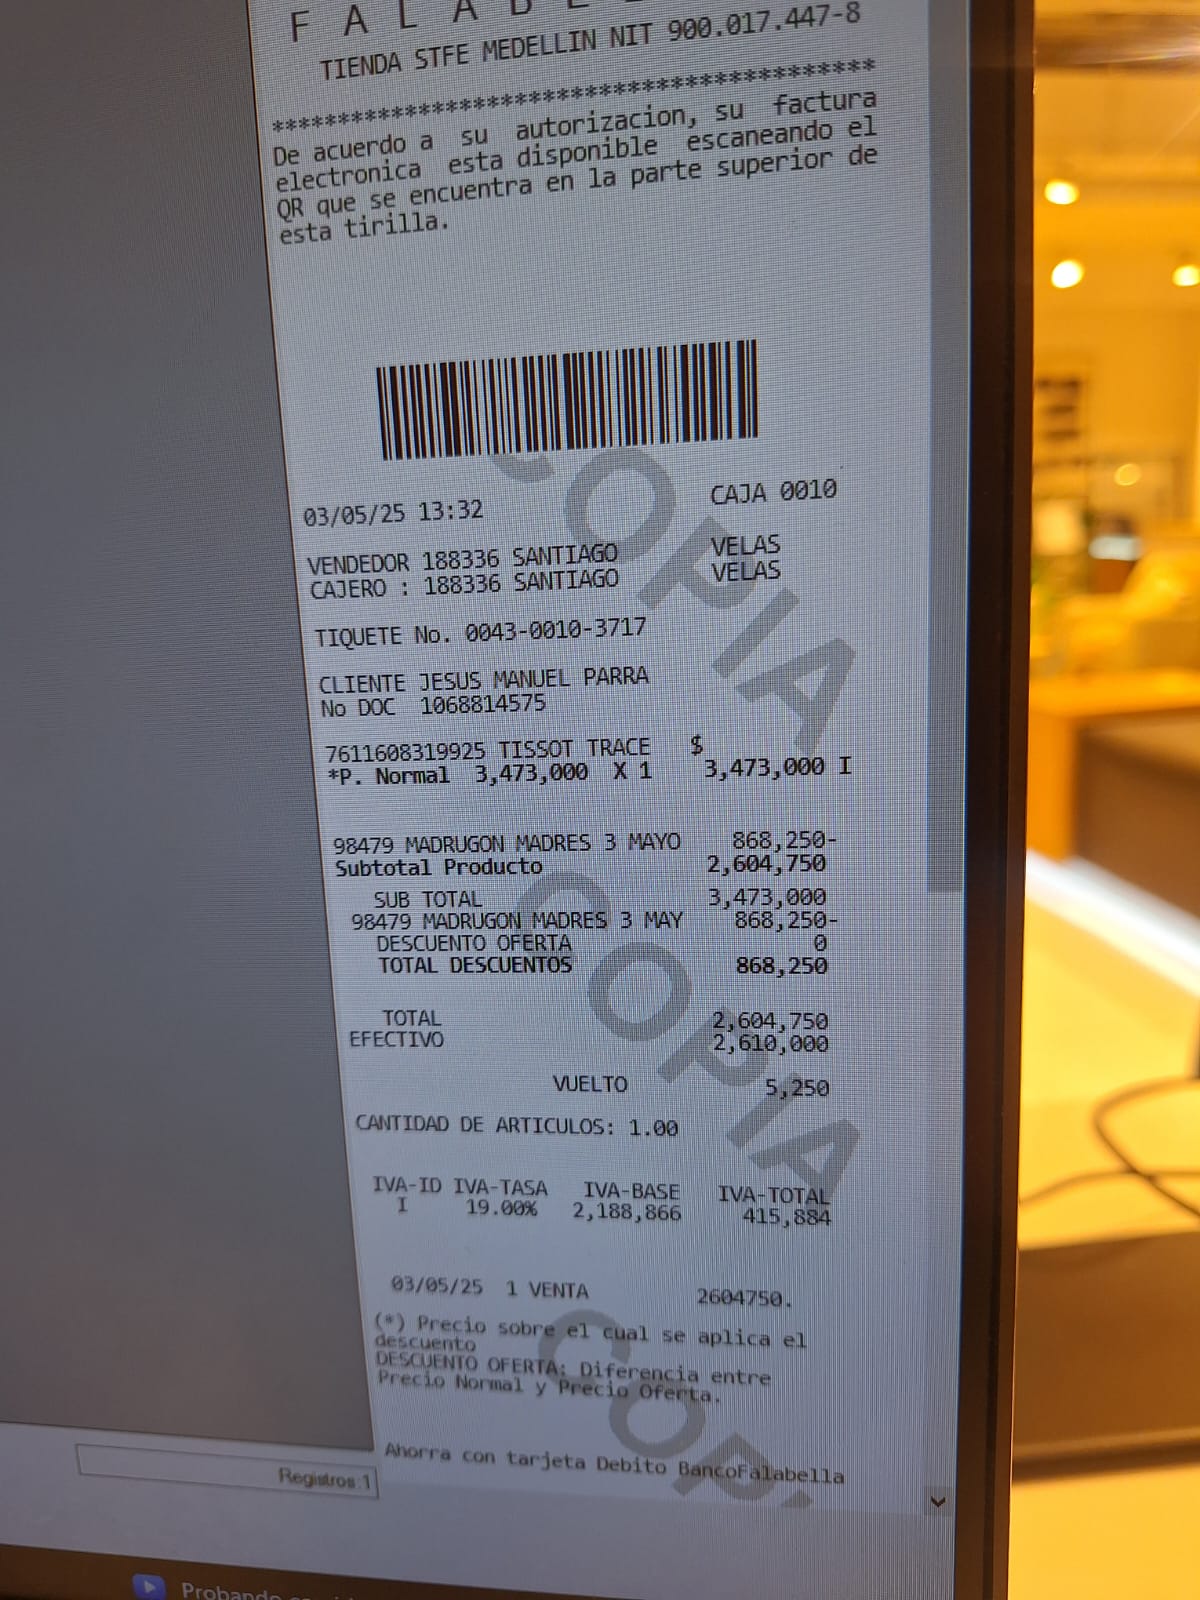 F A L A B E
TIENDA STFE MEDELLIN NIT 900.017.447-8
**********************************************
De acuerdo a su autorizacion, su factura
electronica esta disponible escaneando el
QR que se encuentra en la parte superior de
esta tirilla.
03/05/25 13:32 CAJA 0010
VENDEDOR 188336 SANTIAGO VELAS
CAJERO : 188336 SANTIAGO VELAS
TIQUETE No. 0043-0010-3717
CLIENTE JESUS MANUEL PARRA
No DOC 1068814575
7611608319925 TISSOT TRACE $
*P. Normal 3,473,000 X 1 3,473,000 I
98479 MADRUGON MADRES 3 MAYO 868,250-
Subtotal Producto 2,604,750
SUB TOTAL 3,473,000
98479 MADRUGON MADRES 3 MAY 868,250-
DESCUENTO OFERTA 0
TOTAL DESCUENTOS 868,250
TOTAL 2,604,750
EFECTIVO 2,610,000
VUELTO 5,250
CANTIDAD DE ARTICULOS: 1.00
IVA-ID IVA-TASA IVA-BASE IVA-TOTAL
I 19.00% 2,188,866 415,884
03/05/25 1 VENTA 2604750.
(*) Precio sobre el cual se aplica el
descuento
DESCUENTO OFERTA: Diferencia entre
Precio Normal y Precio Oferta.
Ahorra con tarjeta Debito BancoFalabella
COPIA
COPIA
COPI
Registros:1
Probando